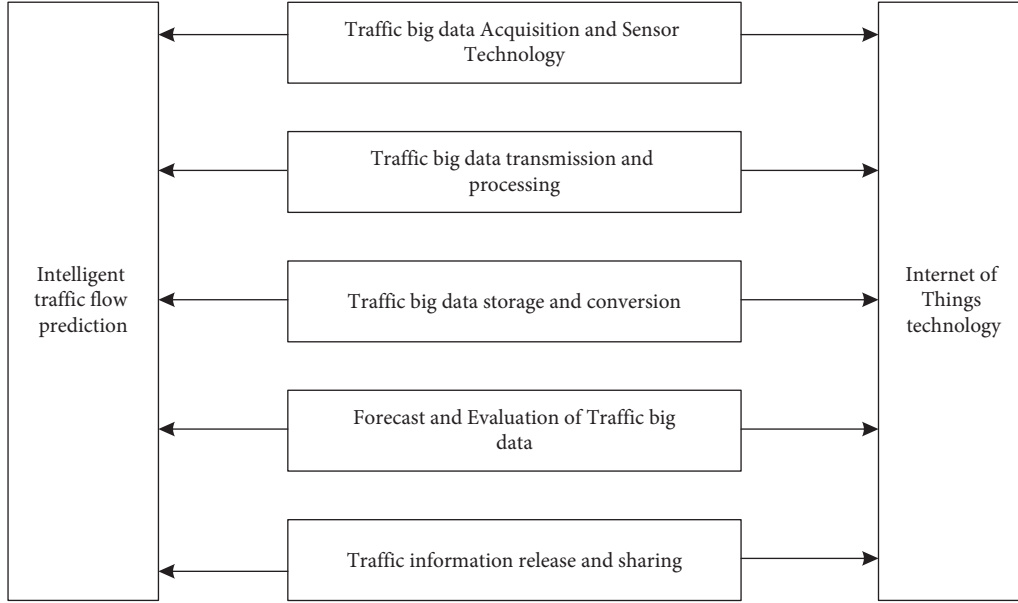 Traffic big data Acquisition and Sensor
Technology
Traffic big data transmission and
processing
Intelligent
traffic flow
prediction
Traffic big data storage and conversion
Internet of
Things
technology
Forecast and Evaluation of Traffic big
data
Traffic information release and sharing